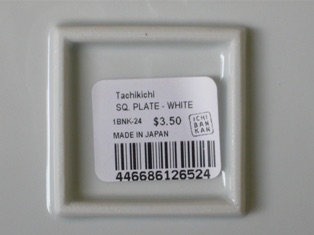 Tachikichi
SQ. PLATE - WHITE
1BNK-24 $3.50
ICHI
BAN
KAN
MADE IN JAPAN
446686126524